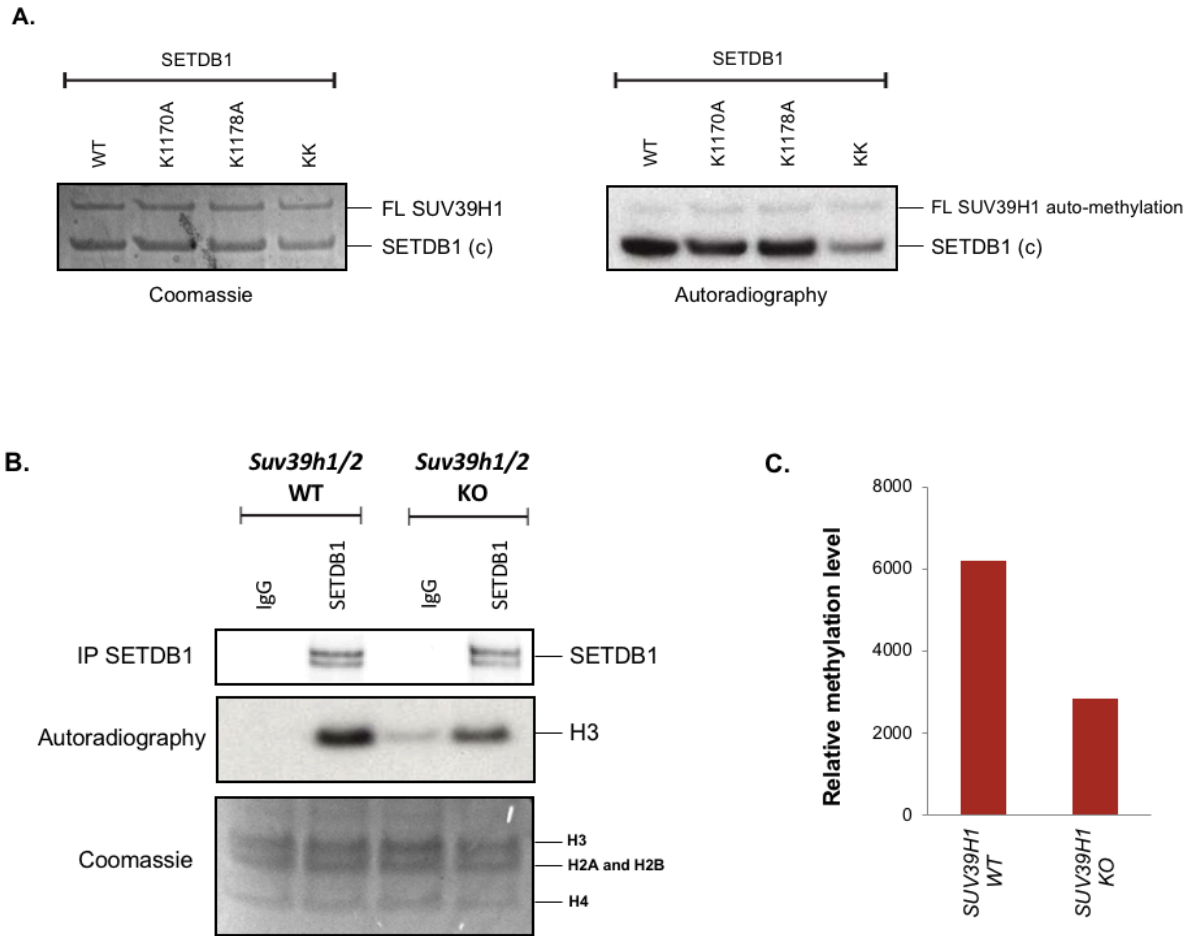 A.
SETDB1
WT
K1170A
K1178A
KK
FL SUV39H1
SETDB1 (c)
Coomassie
SETDB1
WT
K1170A
K1178A
KK
FL SUV39H1 auto-methylation
SETDB1 (c)
Autoradiography
B.
Suv39h1/2
WT
Suv39h1/2
KO
IgG
SETDB1
IgG
SETDB1
IP SETDB1
SETDB1
Autoradiography
H3
Coomassie
H3
H2A and H2B
H4
C.
Relative methylation level
8000
6000
4000
2000
0
SUV39H1
WT
SUV39H1
KO